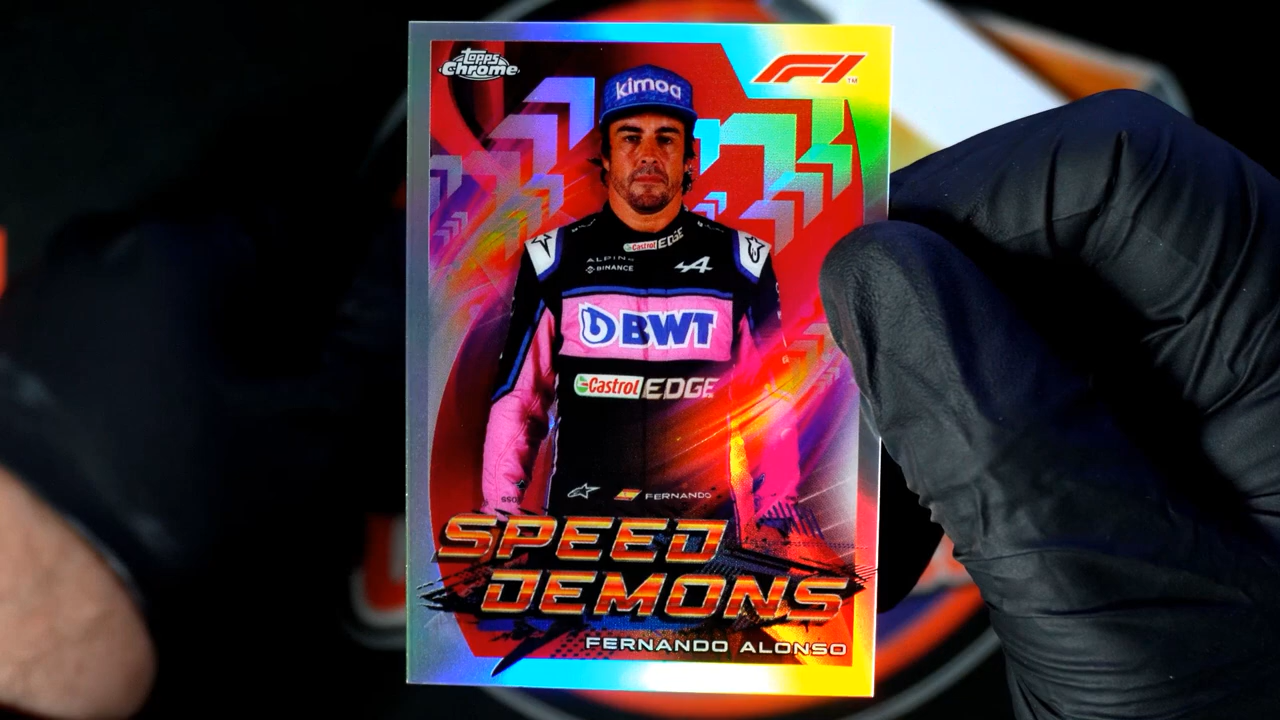 Topps
Chrome
F1
TM
kimoa
Castrol EDGE
ALPINE
BINANCE
BWT
Castrol EDGE
FERNANDO
SPEED
DEMONS
FERNANDO ALONSO